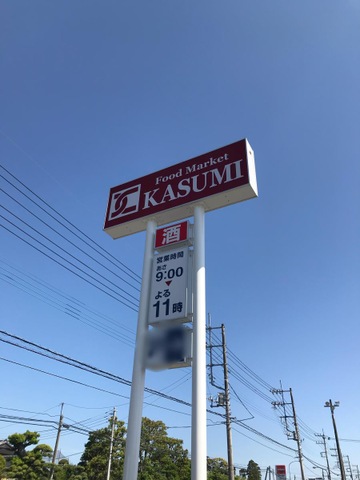 Food Market
KASUMI
酒
営業時間
あさ
9:00
よる
11時